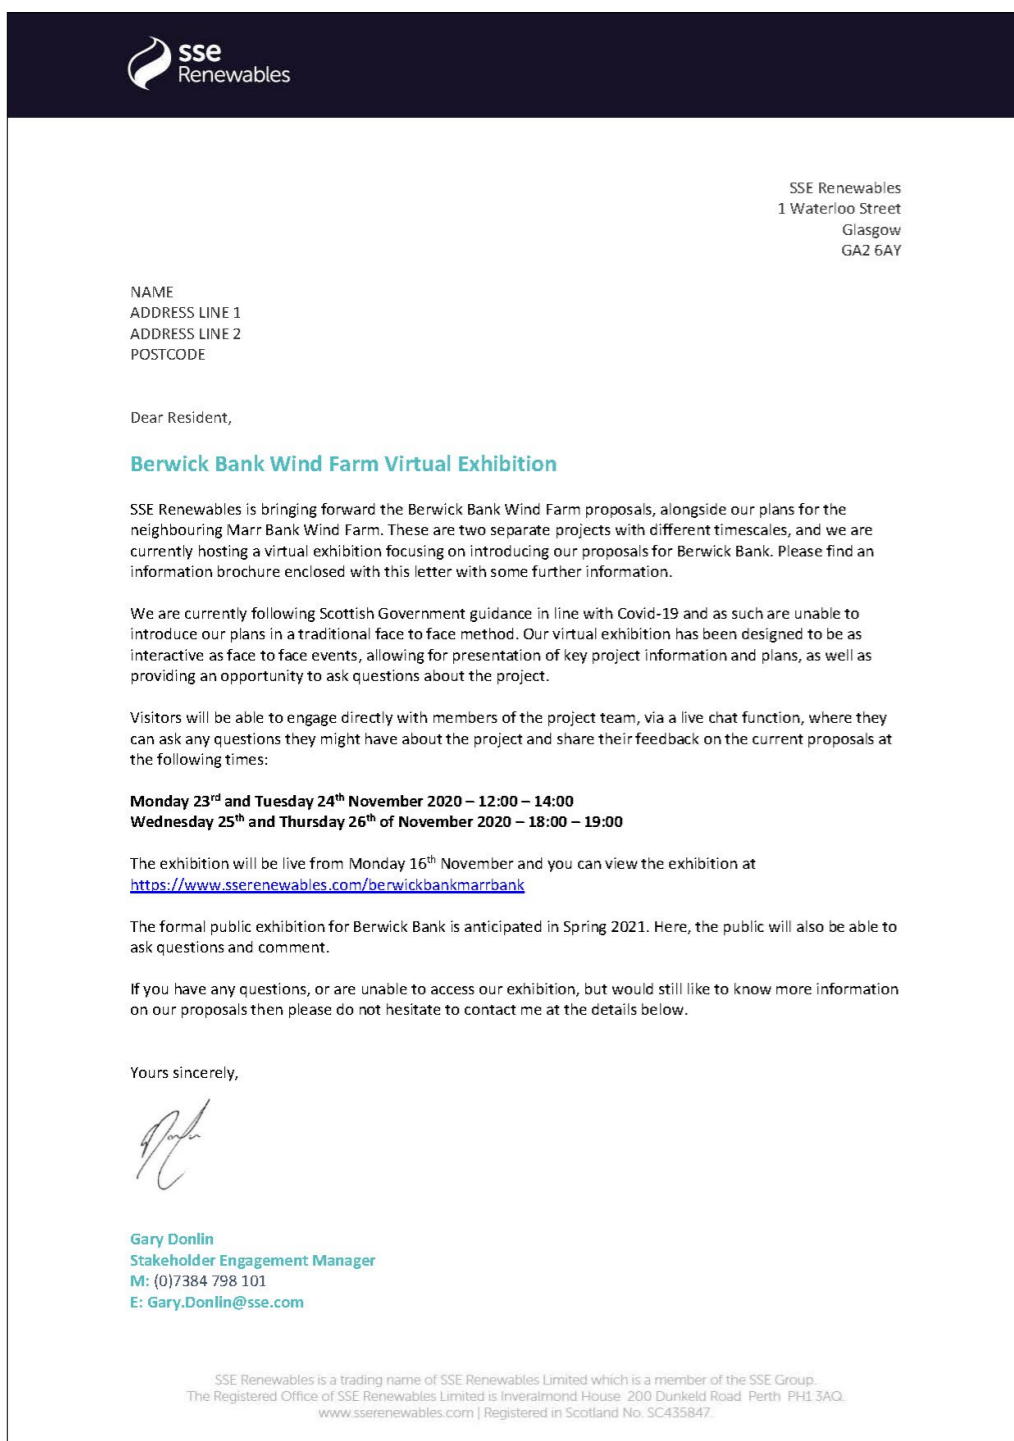 sse
Renewables
SSE Renewables
1 Waterloo Street
Glasgow
GA2 6AY
NAME
ADDRESS LINE 1
ADDRESS LINE 2
POSTCODE
Dear Resident,
Berwick Bank Wind Farm Virtual Exhibition
SSE Renewables is bringing forward the Berwick Bank Wind Farm proposals, alongside our plans for the
neighbouring Marr Bank Wind Farm. These are two separate projects with different timescales, and we are
currently hosting a virtual exhibition focusing on introducing our proposals for Berwick Bank. Please find an
information brochure enclosed with this letter with some further information.
We are currently following Scottish Government guidance in line with Covid-19 and as such are unable to
introduce our plans in a traditional face to face method. Our virtual exhibition has been designed to be as
interactive as face to face events, allowing for presentation of key project information and plans, as well as
providing an opportunity to ask questions about the project.
Visitors will be able to engage directly with members of the project team, via a live chat function, where they
can ask any questions they might have about the project and share their feedback on the current proposals at
the following times:
Monday 23rd and Tuesday 24th November 2020 – 12:00 – 14:00
Wednesday 25th and Thursday 26th of November 2020 – 18:00 – 19:00
The exhibition will be live from Monday 16th November and you can view the exhibition at
https://www.sserenewables.com/berwickbankmarrbank
The formal public exhibition for Berwick Bank is anticipated in Spring 2021. Here, the public will also be able to
ask questions and comment.
If you have any questions, or are unable to access our exhibition, but would still like to know more information
on our proposals then please do not hesitate to contact me at the details below.
Yours sincerely,
Gary Donlin
Stakeholder Engagement Manager
M: (0)7384 798 101
E: Gary.Donlin@sse.com
SSE Renewables is a trading name of SSE Renewables Limited which is a member of the SSE Group.
The Registered Office of SSE Renewables Limited is Inveralmond House 200 Dunkeld Road Perth PH1 3AQ.
www.sserenewables.com | Registered in Scotland No. SC435847.